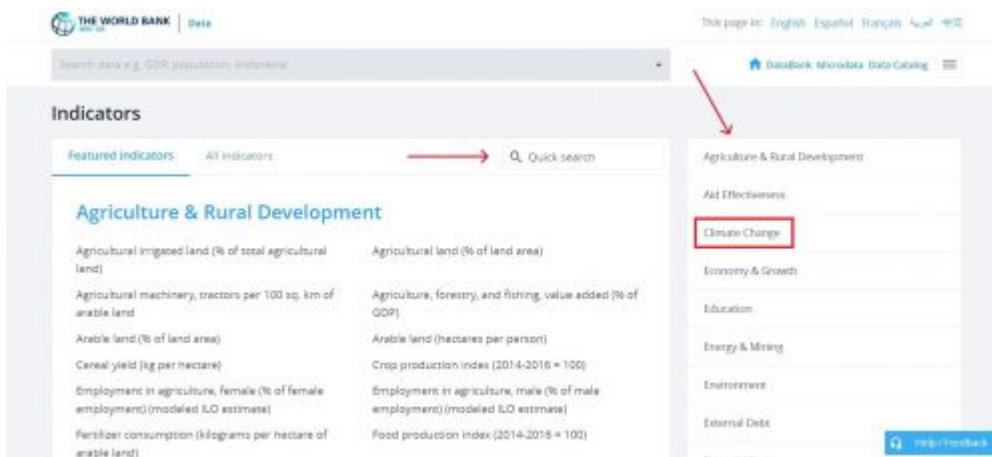 THE WORLD BANK Data
This page in: English Español Français العربية 中文
Search data e.g. GDP, population, Indonesia
DataBank Microdata Data Catalog
Indicators
Featured indicators All indicators
Quick search
Agriculture & Rural Development
Agricultural irrigated land (% of total agricultural
land)
Agricultural land (% of land area)
Agricultural machinery, tractors per 100 sq. km of
arable land
Agriculture, forestry, and fishing, value added (% of
GDP)
Arable land (% of land area)
Arable land (hectares per person)
Cereal yield (kg per hectare)
Crop production index (2014-2016 = 100)
Employment in agriculture, female (% of female
employment) (modeled ILO estimate)
Employment in agriculture, male (% of male
employment) (modeled ILO estimate)
Fertilizer consumption (kilograms per hectare of
arable land)
Food production index (2014-2016 = 100)
Agriculture & Rural Development
Aid Effectiveness
Climate Change
Economy & Growth
Education
Energy & Mining
Environment
External Debt
Help / Feedback